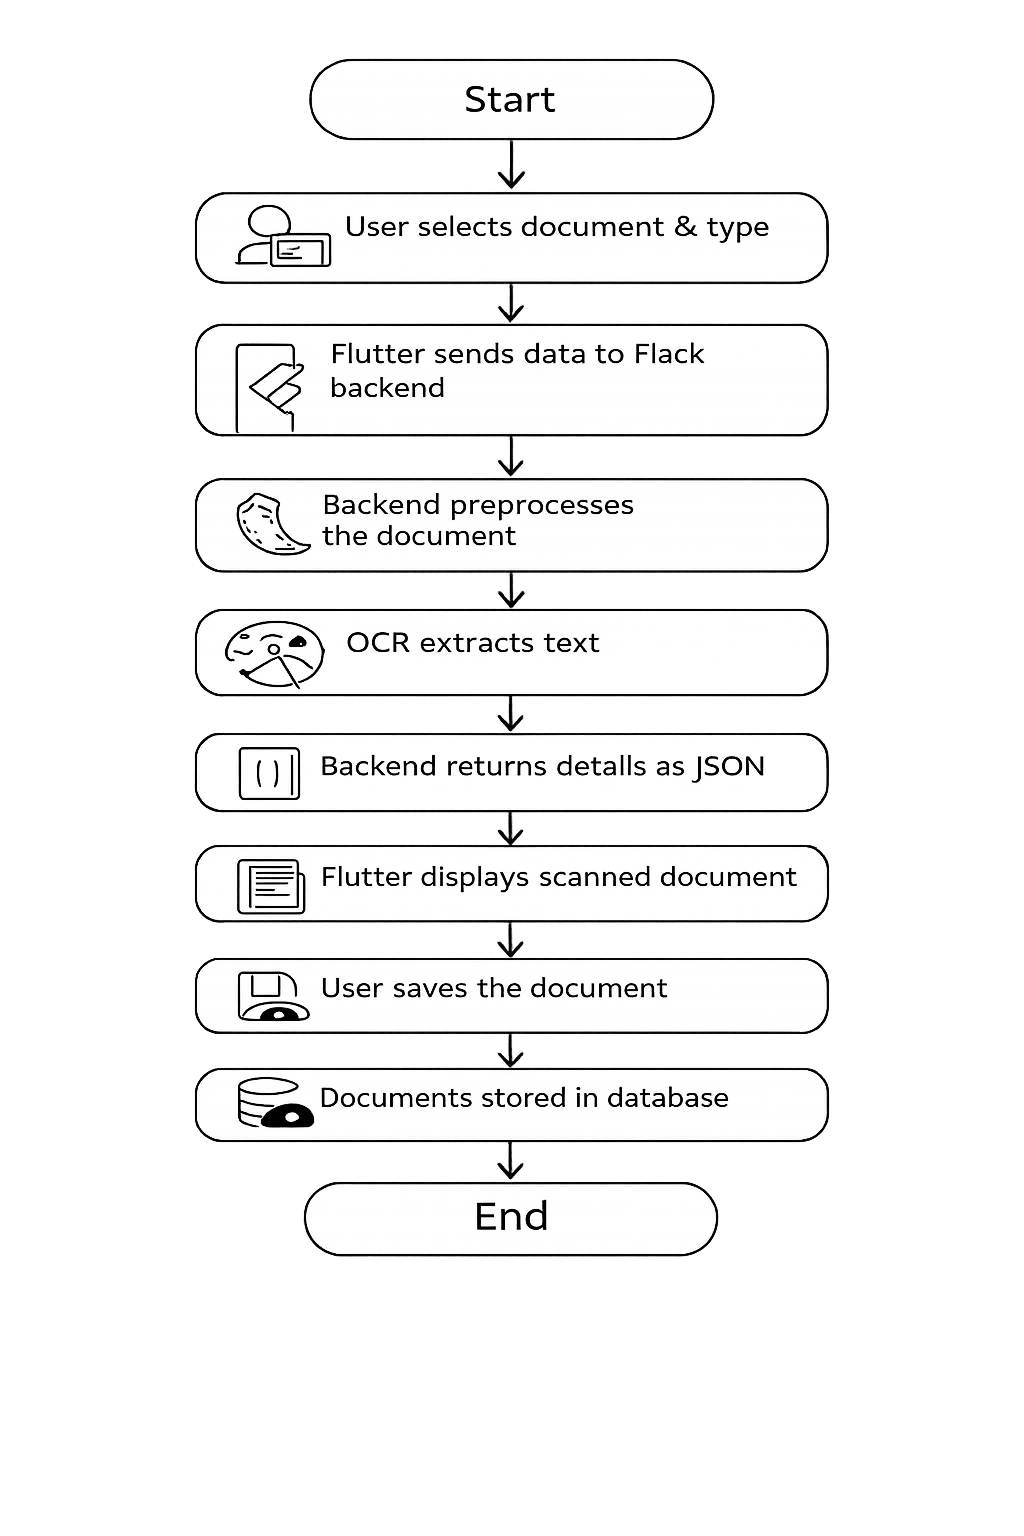 Start
User selects document & type
Flutter sends data to Flack
backend
Backend preprocesses
the document
OCR extracts text
( )
Backend returns detalls as JSON
Flutter displays scanned document
User saves the document
Documents stored in database
End